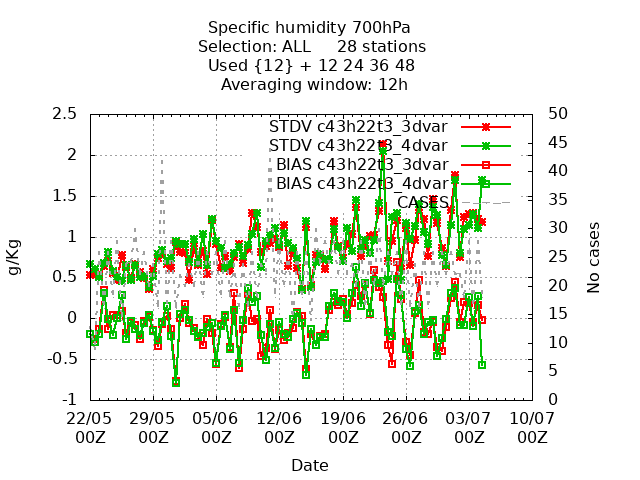 Specific humidity 700hPa
Selection: ALL 28 stations
Used {12} + 12 24 36 48
Averaging window: 12h
STDV c43h22t3_3dvar
STDV c43h22t3_4dvar
BIAS c43h22t3_3dvar
BIAS c43h22t3_4dvar
CASES
2.5
2
1.5
1
0.5
0
-0.5
-1
g/Kg
50
45
40
35
30
25
20
15
10
5
0
No cases
22/05 29/05 05/06 12/06 19/06 26/06 03/07 10/07
00Z 00Z 00Z 00Z 00Z 00Z 00Z 00Z
Date